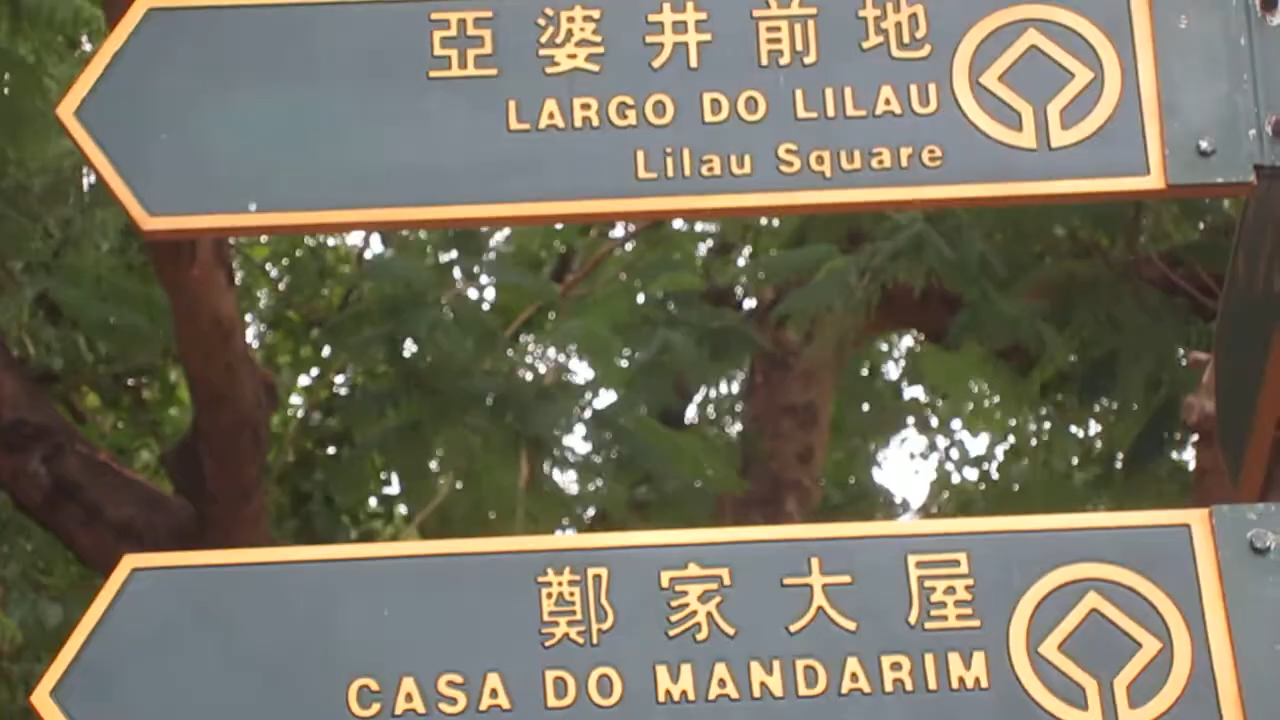 亞婆井前地
LARGO DO LILAU
Lilau Square
鄭家大屋
CASA DO MANDARIM